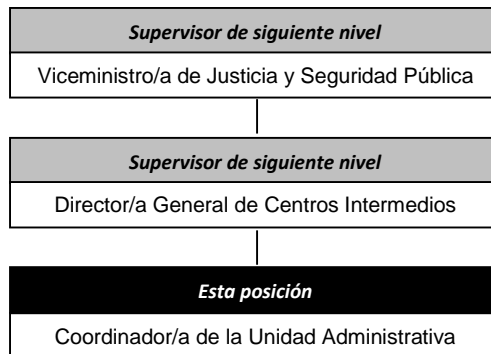 Supervisor de siguiente nivel
Viceministro/a de Justicia y Seguridad Pública
Supervisor de siguiente nivel
Director/a General de Centros Intermedios
Esta posición
Coordinador/a de la Unidad Administrativa